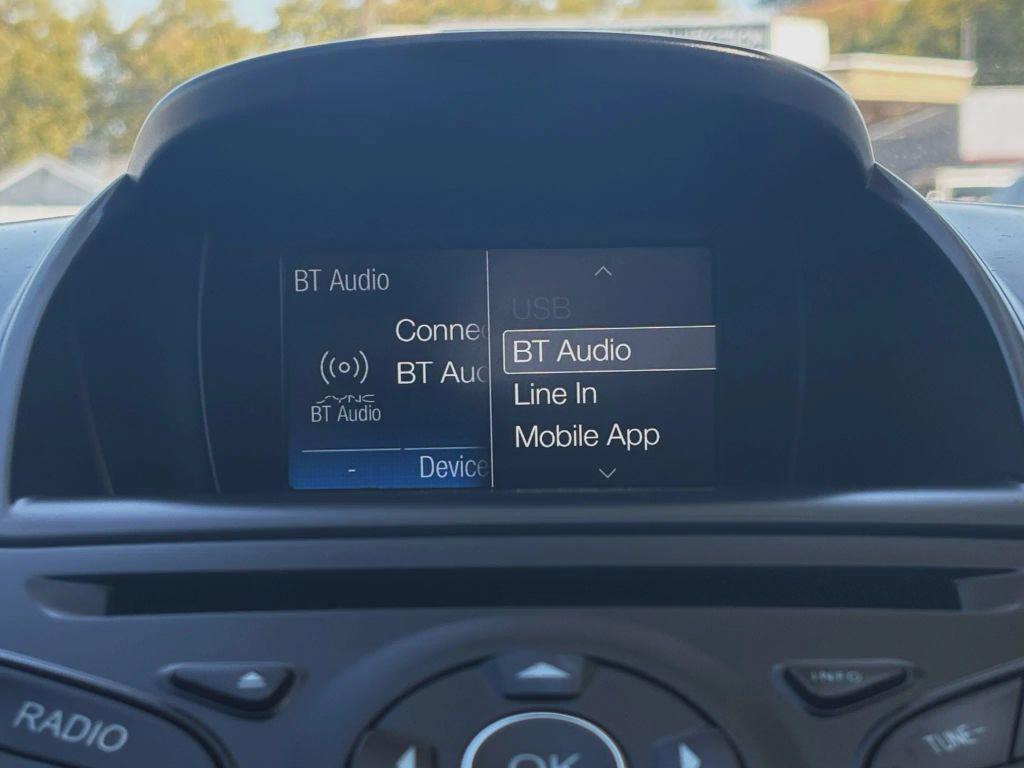 BT Audio
Connec
BT Aud
SYNC
BT Audio
-
Device
USB
BT Audio
Line In
Mobile App
RADIO
OK
INFO
TUNE-